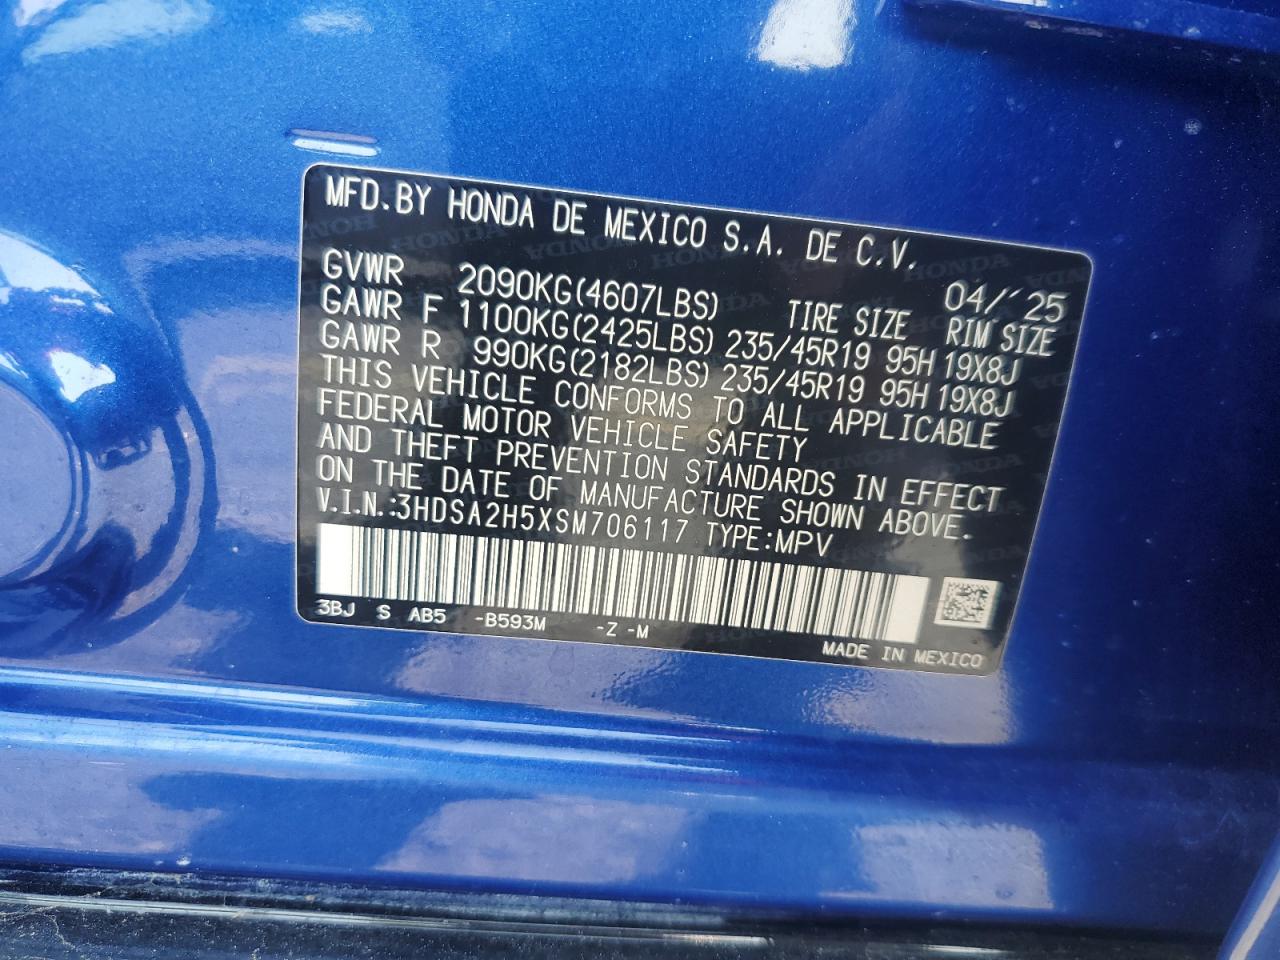 MFD.BY HONDA DE MEXICO S.A. DE C.V.
04/'25
GVWR 2090KG(4607LBS) TIRE SIZE RIM SIZE
GAWR F 1100KG(2425LBS) 235/45R19 95H 19X8J
GAWR R 990KG(2182LBS) 235/45R19 95H 19X8J
THIS VEHICLE CONFORMS TO ALL APPLICABLE
FEDERAL MOTOR VEHICLE SAFETY
AND THEFT PREVENTION STANDARDS IN EFFECT
ON THE DATE OF MANUFACTURE SHOWN ABOVE.
V.I.N.:3HDSA2H5XSM706117 TYPE:MPV
3BJ S AB5 -B593M -Z -M
MADE IN MEXICO